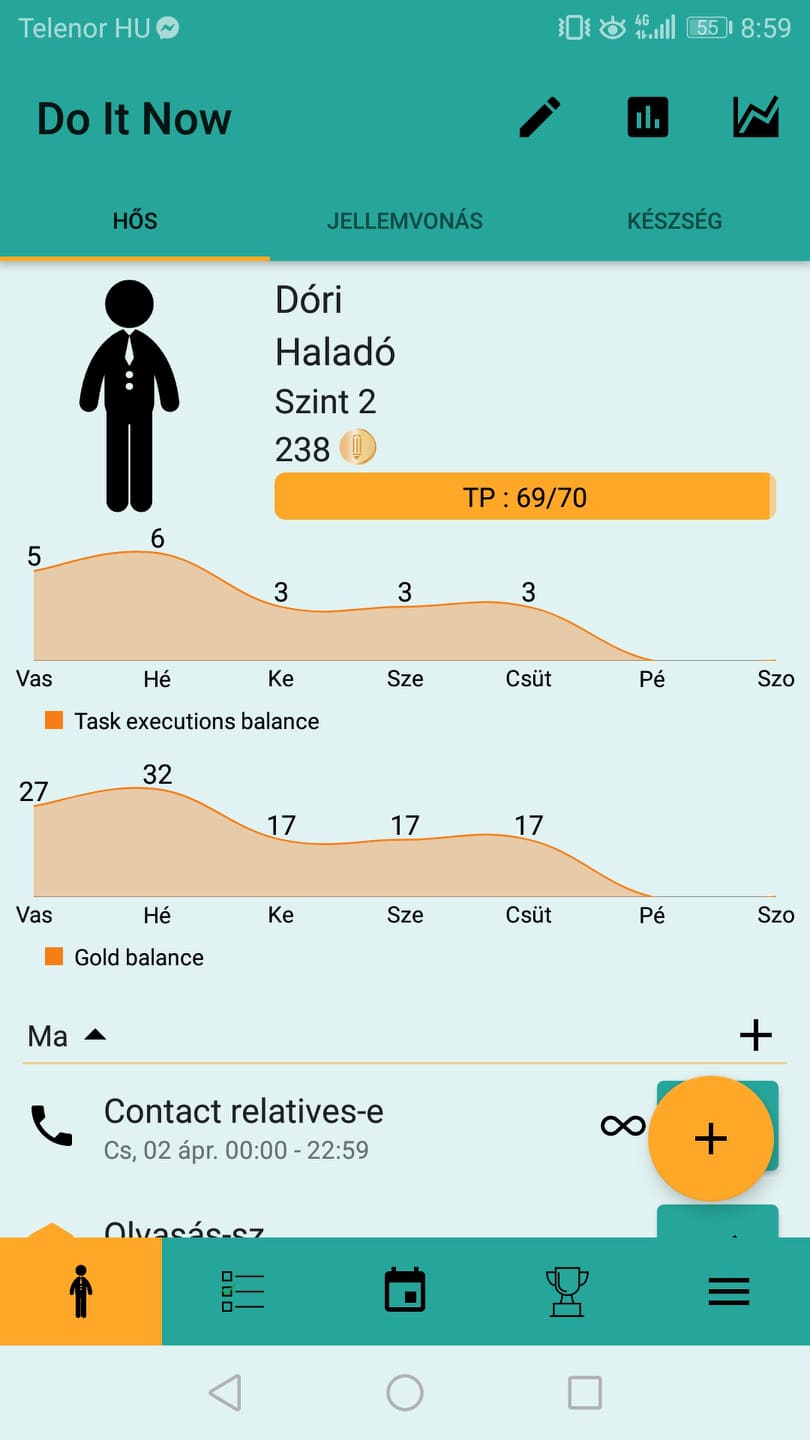 Telenor HU 4G 55 8:59
Do It Now
HŐS JELLEMVONÁS KÉSZSÉG
Dóri
Haladó
Szint 2
238
TP : 69/70
5 6 3 3 3
Vas Hé Ke Sze Csüt Pé Szo
Task executions balance
27 32 17 17 17
Vas Hé Ke Sze Csüt Pé Szo
Gold balance
Ma
Contact relatives-e
Cs, 02 ápr. 00:00 - 22:59
Olvasás-sz